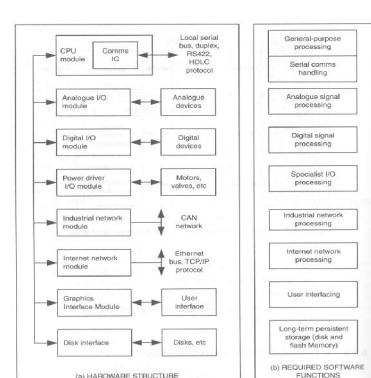 CPU
module
Comms
IC
Local serial
bus, duplex,
RS422,
HDLC
protocol
Analogue I/O
module
Analogue
devices
Digital I/O
module
Digital
devices
Power driver
I/O module
Motors,
valves, etc
Industrial network
module
CAN
network
Internet network
module
Ethernet
bus, TCP/IP
protocol
Graphics
Interface Module
User
interface
Disk interface
Disks, etc
(a) HARDWARE STRUCTURE
General-purpose
processing
Serial comms
handling
Analogue signal
processing
Digital signal
processing
Specialist I/O
processing
Industrial network
processing
Internet network
processing
User interfacing
Long-term persistent
storage (disk and
flash Memory)
(b) REQUIRED SOFTWARE
FUNCTIONS